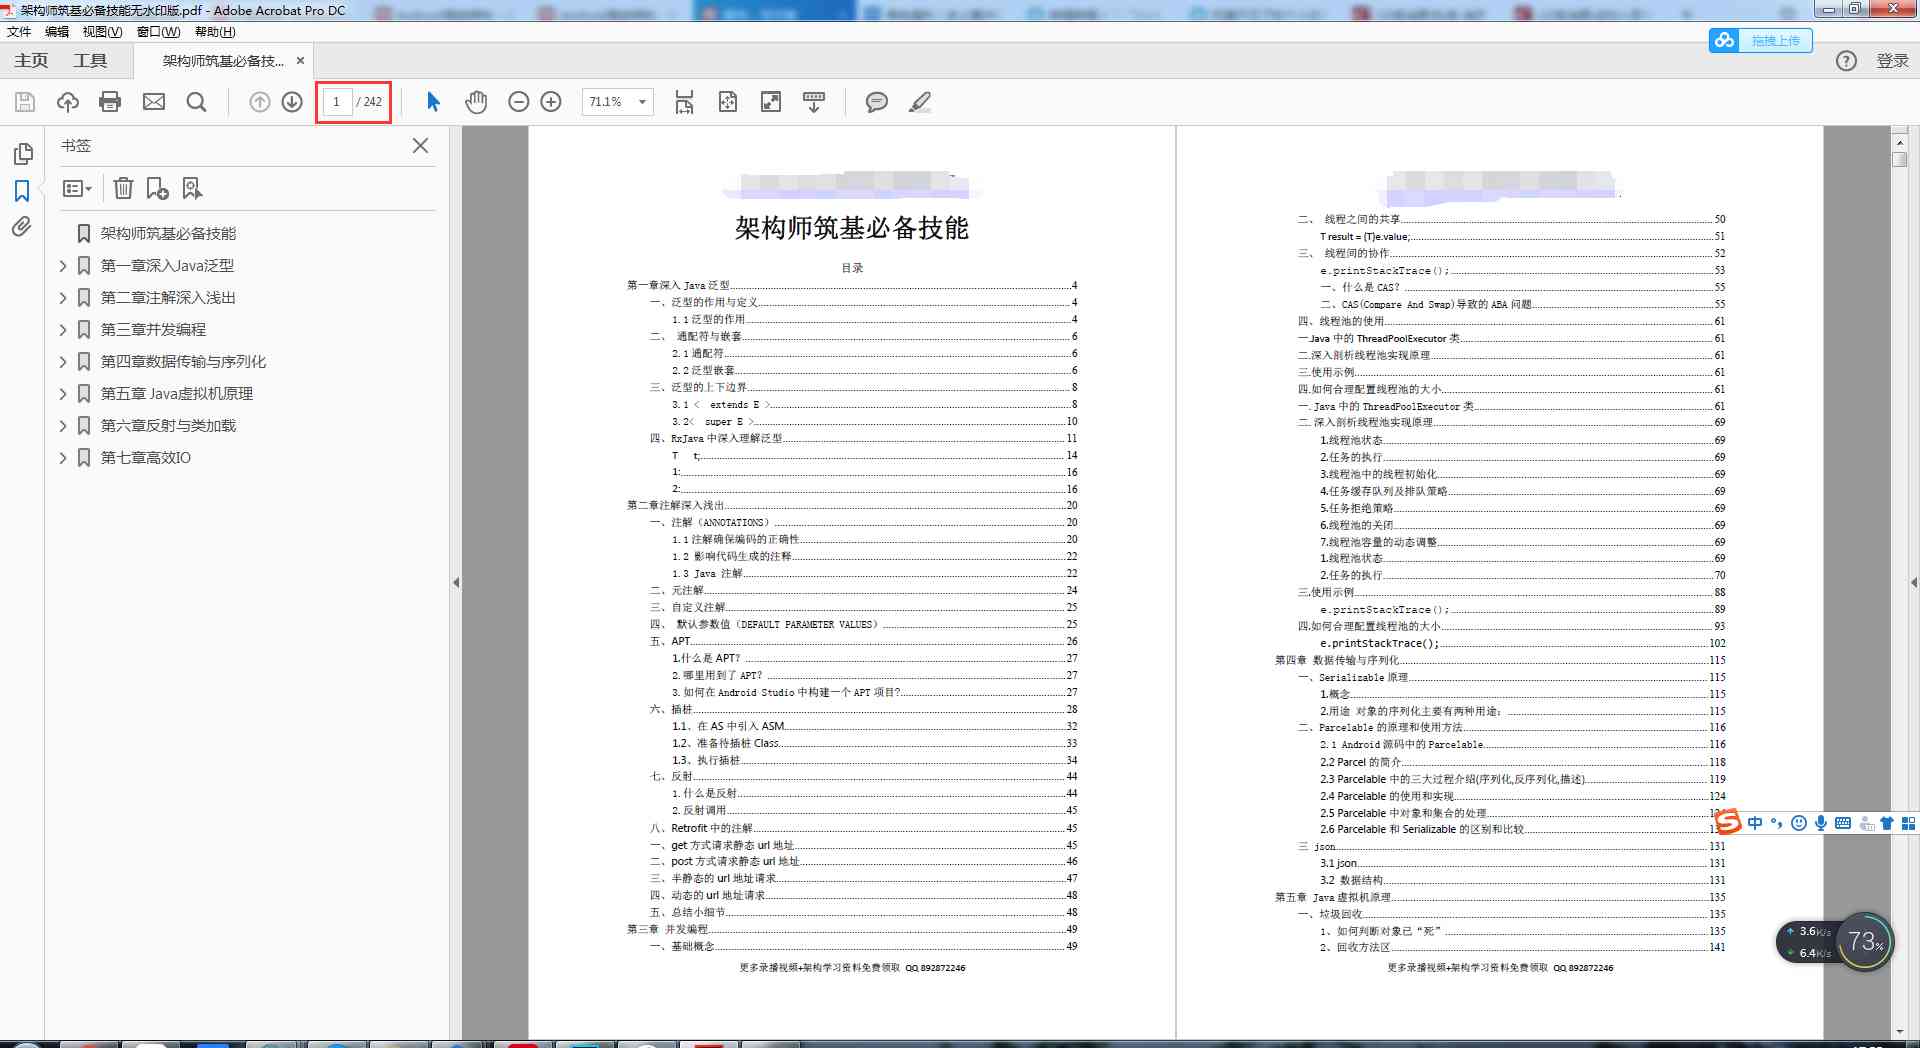 架构师筑基必备技能无水印版.pdf - Adobe Acrobat Pro DC
文件 编辑 视图(V) 窗口(W) 帮助(H)
拖拽上传
主页 工具 架构师筑基必备技... × 登录
1 / 242 71.1%
书签
架构师筑基必备技能
第一章深入Java泛型
第二章注解深入浅出
第三章并发编程
第四章数据传输与序列化
第五章 Java虚拟机原理
第六章反射与类加载
第七章高效IO
架构师筑基必备技能
目录
第一章深入 Java 泛型 4
一、泛型的作用与定义 4
1.1 泛型的作用 4
二、 通配符与嵌套 6
2.1 通配符 6
2.2 泛型嵌套 6
三、泛型的上下边界 8
3.1 < extends E > 8
3.2< super E > 10
四、RxJava 中深入理解泛型 11
T t; 14
1: 16
2: 16
第二章注解深入浅出 20
一、注解（ANNOTATIONS） 20
1.1 注解确保编码的正确性 20
1.2 影响代码生成的注释 22
1.3 Java 注解 22
二、元注解 24
三、自定义注解 25
四、 默认参数值（DEFAULT PARAMETER VALUES） 25
五、APT 26
1.什么是 APT？ 27
2.哪里用到了 APT？ 27
3.如何在 Android Studio 中构建一个 APT 项目? 27
六、插桩 28
1.1、在 AS 中引入 ASM 32
1.2、准备待插桩 Class 33
1.3、执行插桩 34
七、反射 44
1.什么是反射 44
2.反射调用 45
八、Retrofit 中的注解 45
一、get 方式请求静态 url 地址 45
二、post 方式请求静态 url 地址 46
三、半静态的 url 地址请求 47
四、动态的 url 地址请求 48
五、总结小细节 48
第三章 并发编程 49
一、基础概念 49
更多录播视频+架构学习资料免费领取 QQ 892872246
二、 线程之间的共享 50
T result = (T)e.value; 51
三、 线程间的协作 52
e.printStackTrace(); 53
一、什么是 CAS？ 55
二、CAS(Compare And Swap)导致的 ABA 问题 55
四、线程池的使用 61
一.Java 中的 ThreadPoolExecutor 类 61
二.深入剖析线程池实现原理 61
三.使用示例 61
四.如何合理配置线程池的大小 61
一.Java 中的 ThreadPoolExecutor 类 61
二.深入剖析线程池实现原理 69
1.线程池状态 69
2.任务的执行 69
3.线程池中的线程初始化 69
4.任务缓存队列及排队策略 69
5.任务拒绝策略 69
6.线程池的关闭 69
7.线程池容量的动态调整 69
1.线程池状态 69
2.任务的执行 70
三.使用示例 88
e.printStackTrace(); 89
四.如何合理配置线程池的大小 93
e.printStackTrace(); 102
第四章 数据传输与序列化 115
一、Serializable 原理 115
1.概念 115
2.用途 对象的序列化主要有两种用途： 115
二、Parcelable 的原理和使用方法 116
2.1 Android 源码中的 Parcelable 116
2.2 Parcel 的简介 118
2.3 Parcelable 中的三大过程介绍(序列化,反序列化,描述) 119
2.4 Parcelable 的使用和实现 124
2.5 Parcelable 中对象和集合的处理
2.6 Parcelable 和 Serializable 的区别和比较
三 json 131
3.1 json 131
3.2 数据结构 131
第五章 Java 虚拟机原理 135
一、垃圾回收 135
1、如何判断对象已“死” 135
2、回收方法区 141
更多录播视频+架构学习资料免费领取 QQ 892872246
中
3.6K/s
6.4K/s
73%